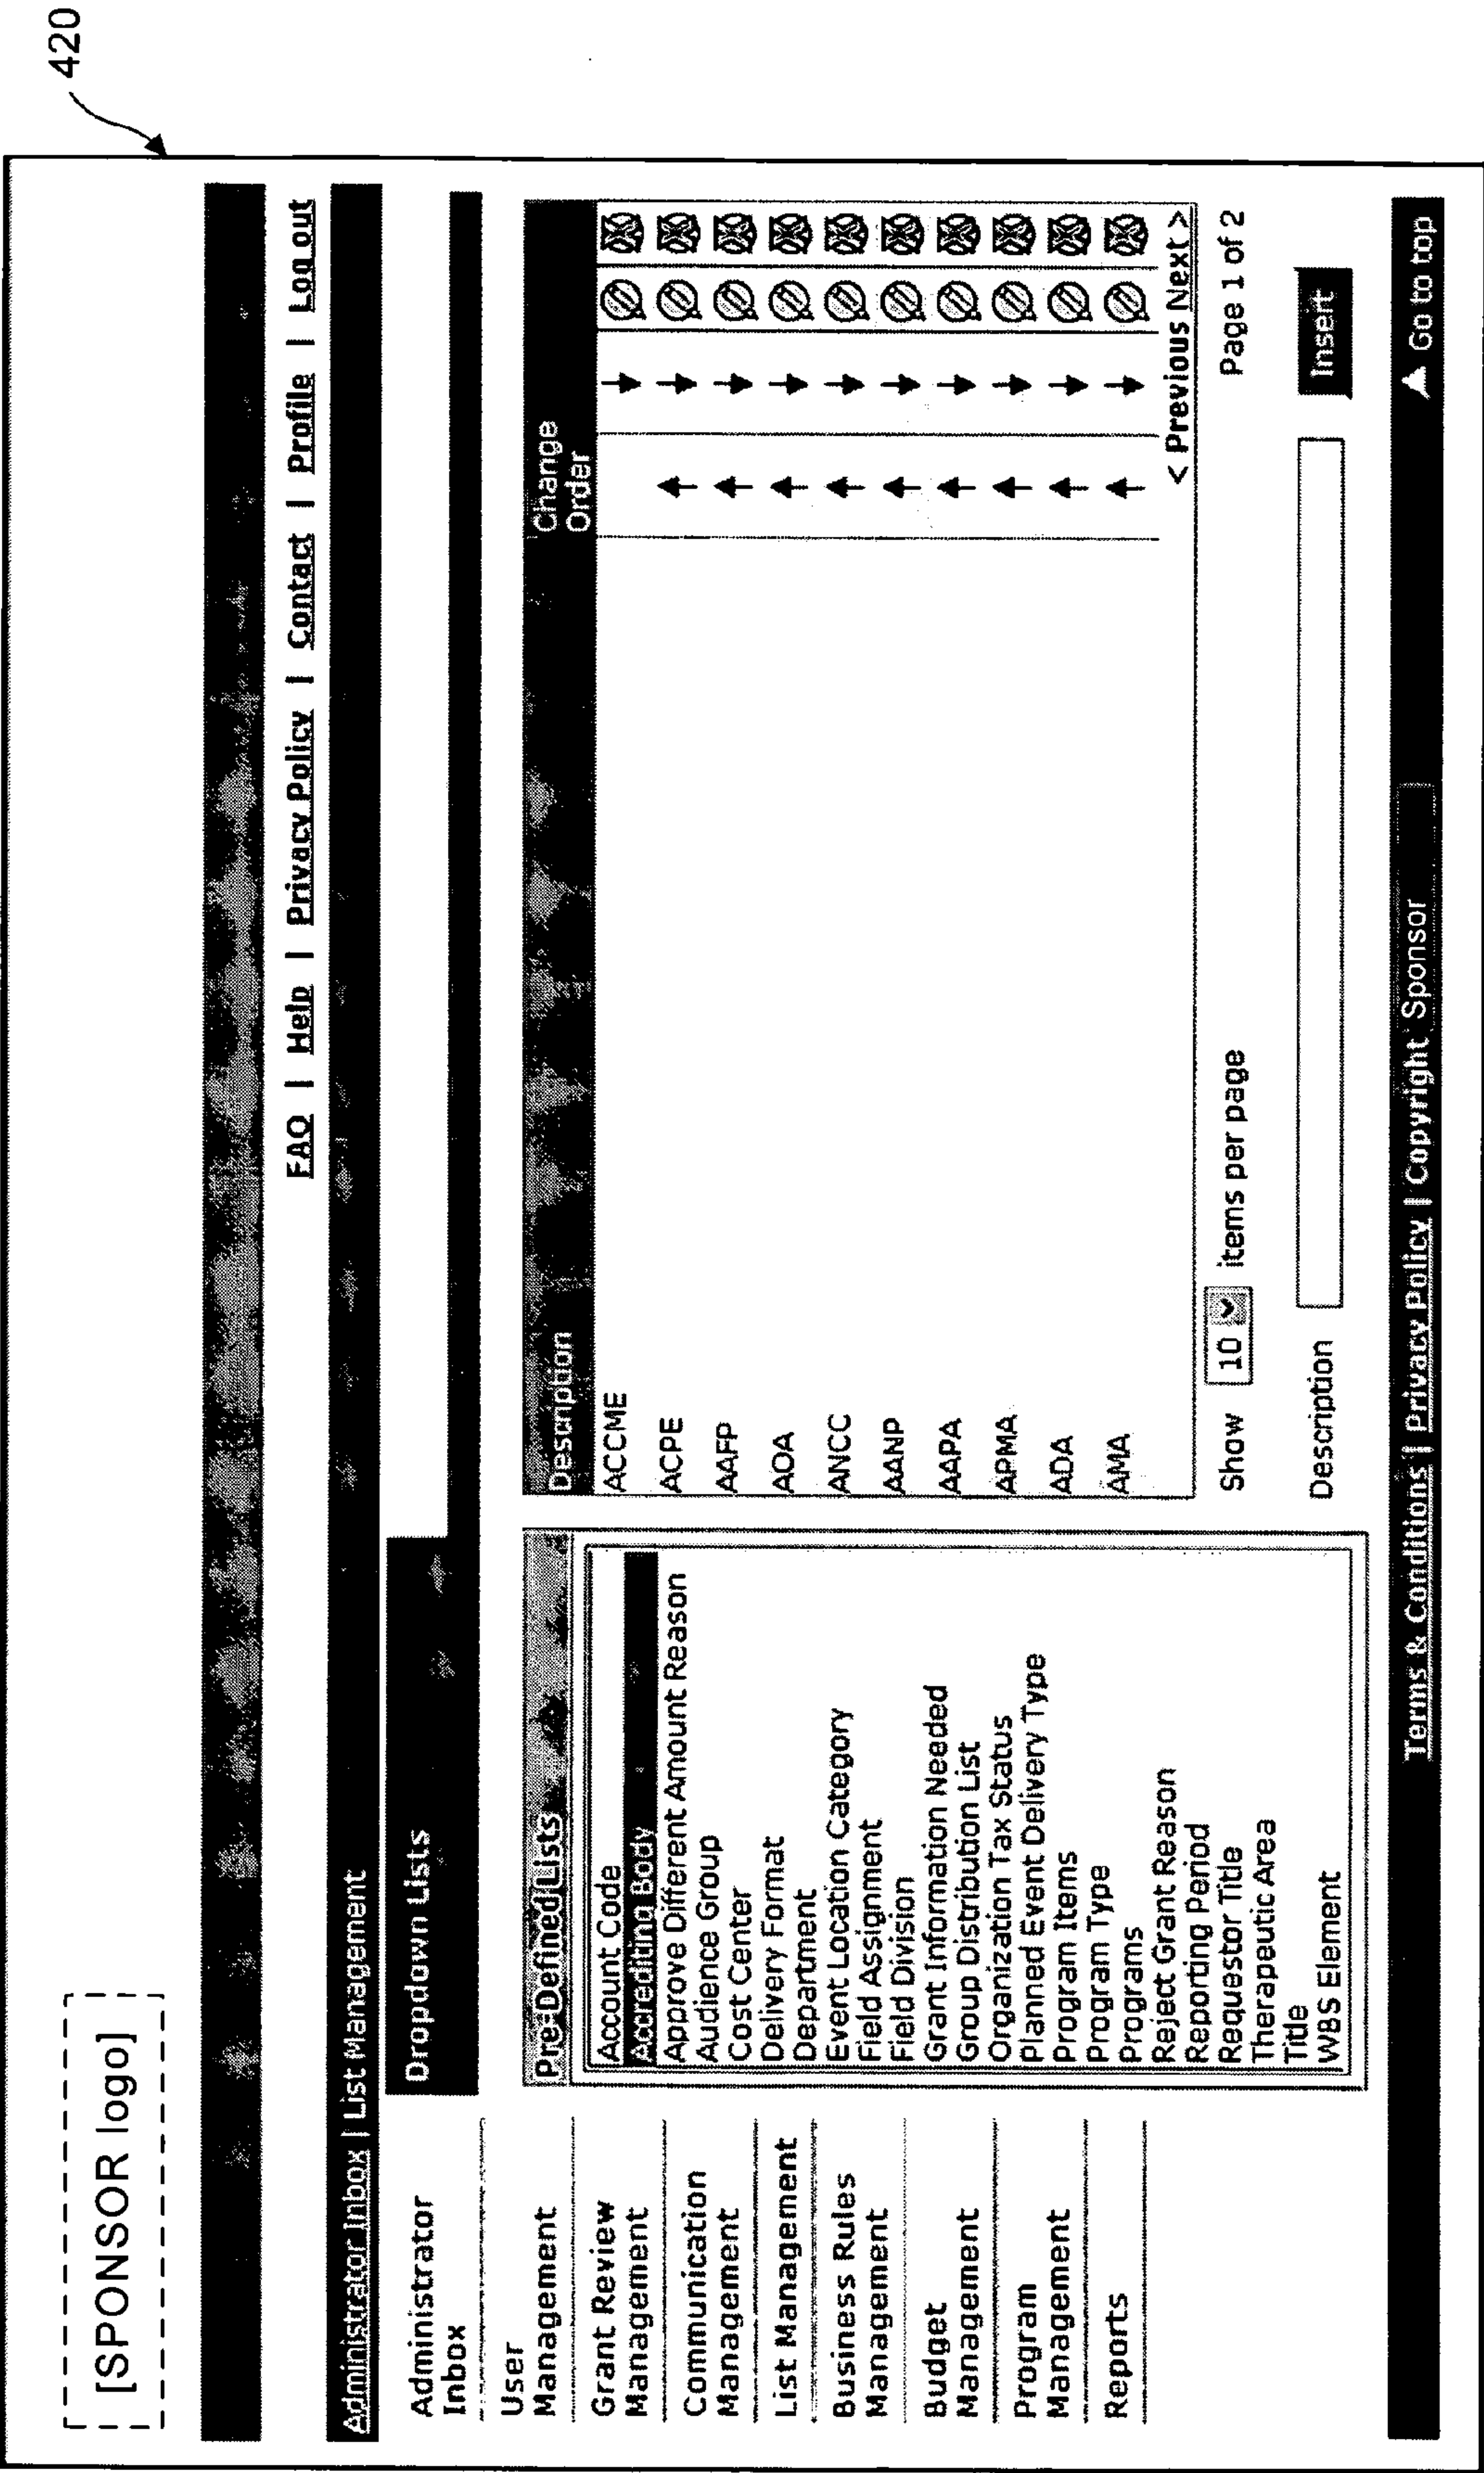 420
[SPONSOR logo]
FAQ | Help | Privacy Policy | Contact | Profile | Log out
Administrator Inbox | List Management
Administrator
Inbox
User
Management
Grant Review
Management
Communication
Management
List Management
Business Rules
Management
Budget
Management
Program
Management
Reports
Dropdown Lists
Pre-Defined Lists
Account Code
Accrediting Body
Approve Different Amount Reason
Audience Group
Cost Center
Delivery Format
Department
Event Location Category
Field Assignment
Field Division
Grant Information Needed
Group Distribution List
Organization Tax Status
Planned Event Delivery Type
Program Items
Program Type
Programs
Reject Grant Reason
Reporting Period
Requestor Title
Therapeutic Area
Title
WBS Element
Description
Change
Order
ACCME
ACPE
AAFP
AOA
ANCC
AANP
AAPA
APMA
ADA
AMA
< Previous Next >
Show 10 items per page
Page 1 of 2
Description
Insert
Terms & Conditions | Privacy Policy | Copyright Sponsor
Go to top